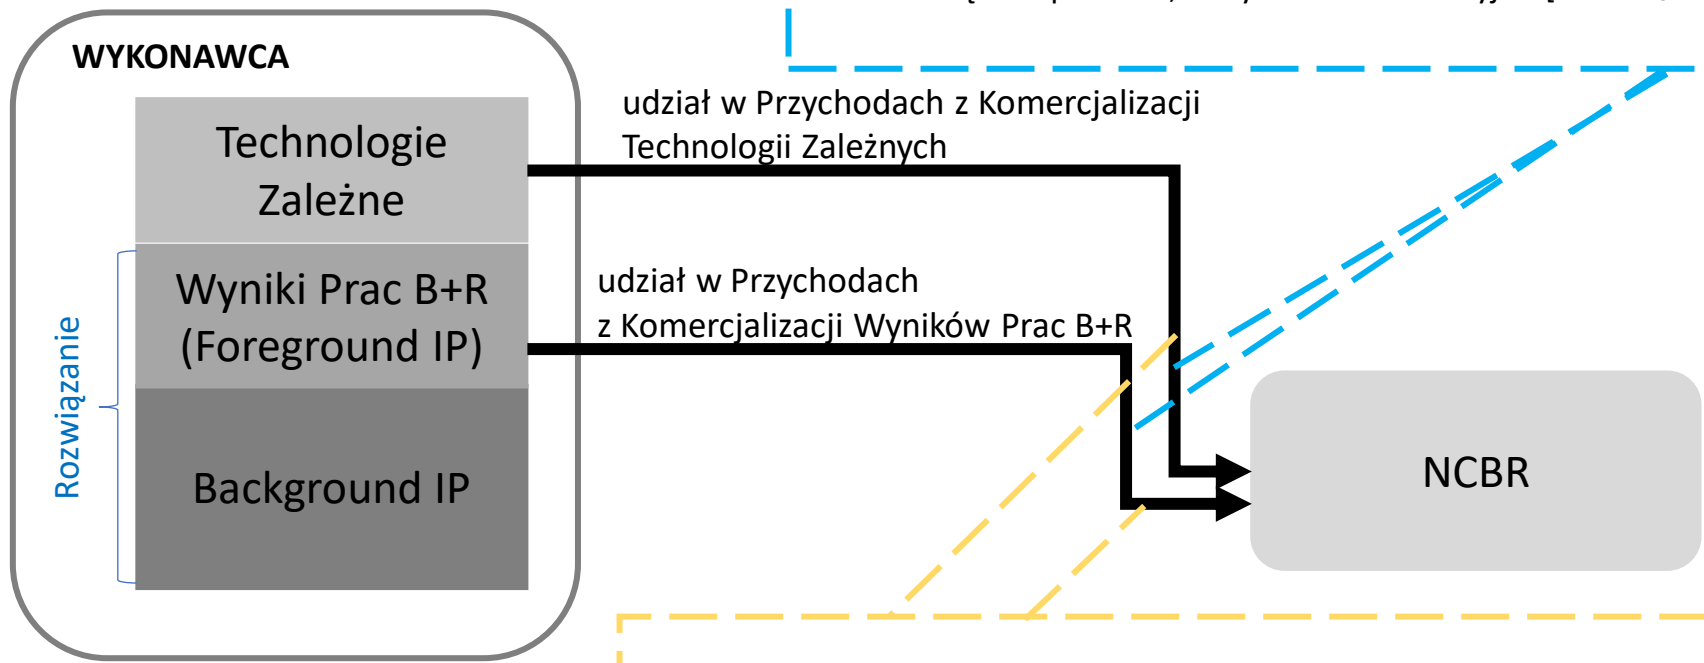 WYKONAWCA
udział w Przychodach z Komercjalizacji
Technologii Zależnych
Technologie
Zależne
udział w Przychodach
z Komercjalizacji Wyników Prac B+R
Wyniki Prac B+R
(Foreground IP)
Rozwiązanie
Background IP
NCBR